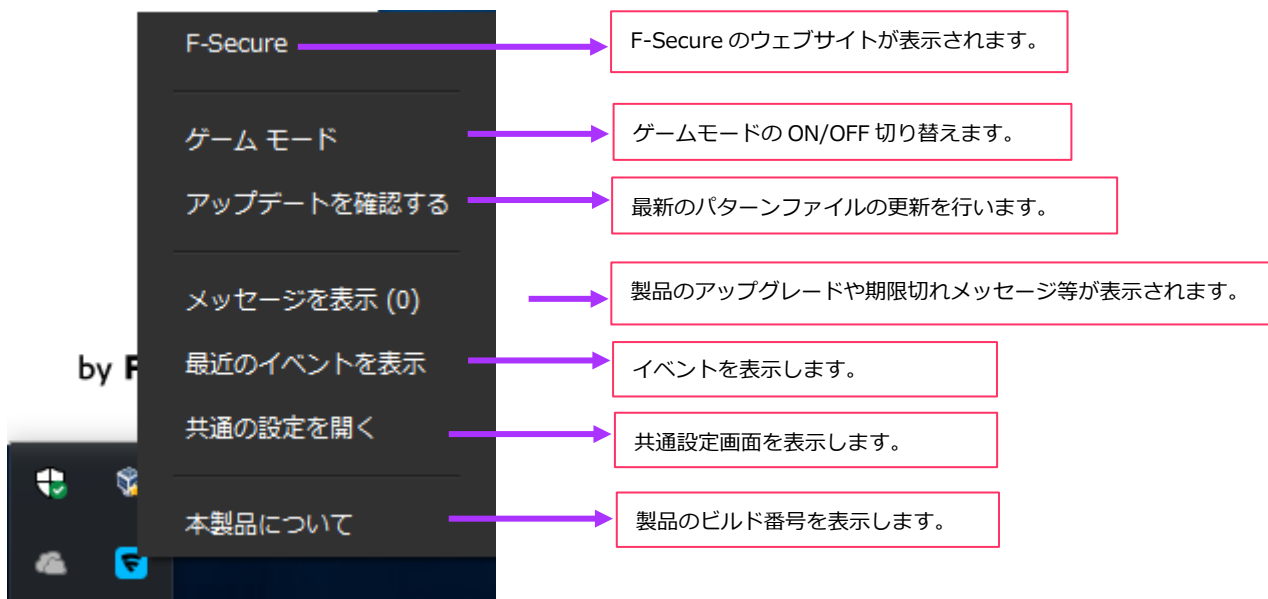 F-Secure
F-Secure のウェブサイトが表示されます。
ゲーム モード
ゲームモードの ON/OFF 切り替えます。
アップデートを確認する
最新のパターンファイルの更新を行います。
メッセージを表示 (0)
製品のアップグレードや期限切れメッセージ等が表示されます。
by F
最近のイベントを表示
イベントを表示します。
共通の設定を開く
共通設定画面を表示します。
本製品について
製品のビルド番号を表示します。